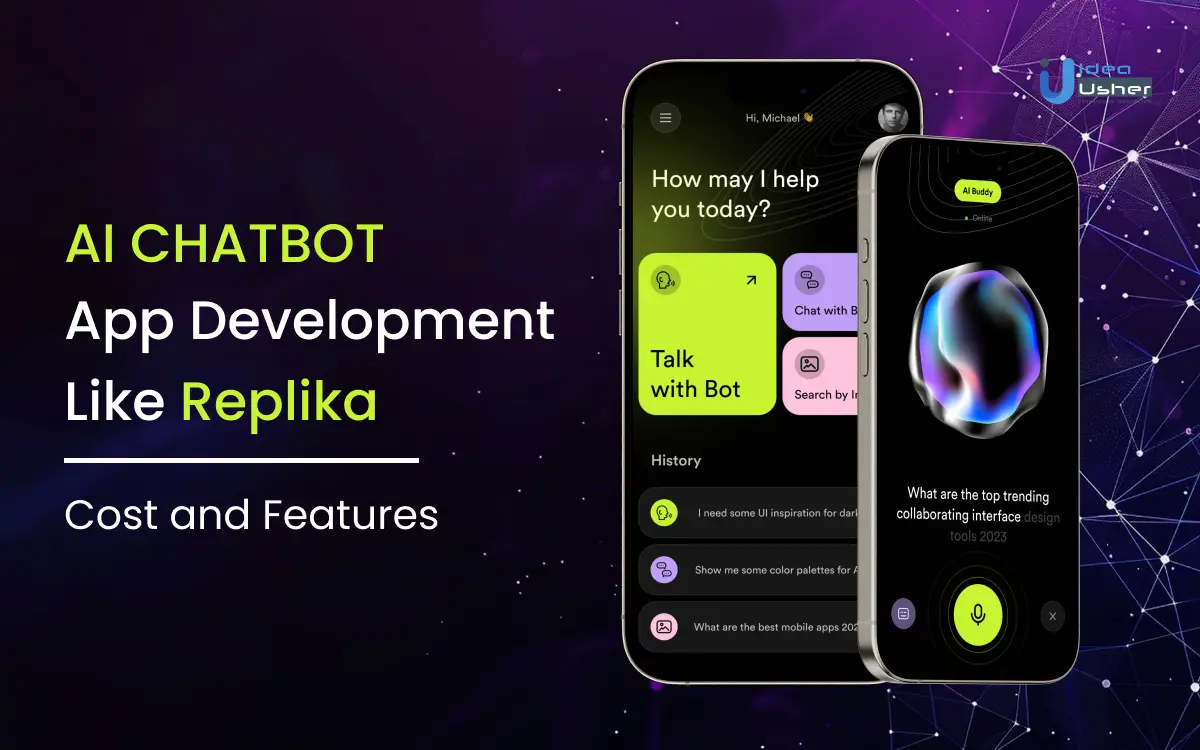 AI CHATBOT
App Development
Like Replika
Cost and Features
Idea
Usher
Hi, Michael 👋
How may I help
you today?
Talk
with Bot
Chat with B
Search by I
History
I need some UI inspiration for dark
Show me some color palettes for A
What are the best mobile apps 202
AI Buddy
Online
What are the top trending
collaborating interface design
tools 2023